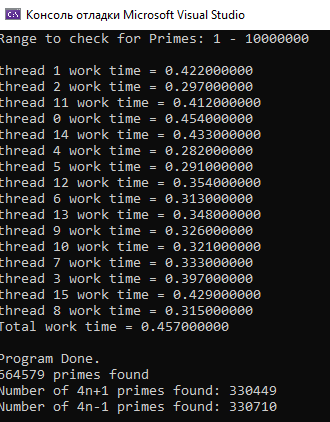 Консоль отладки Microsoft Visual Studio
Range to check for Primes: 1 - 10000000
thread 1 work time = 0.422000000
thread 2 work time = 0.297000000
thread 11 work time = 0.412000000
thread 0 work time = 0.454000000
thread 14 work time = 0.433000000
thread 4 work time = 0.282000000
thread 5 work time = 0.291000000
thread 12 work time = 0.354000000
thread 6 work time = 0.313000000
thread 13 work time = 0.348000000
thread 9 work time = 0.326000000
thread 10 work time = 0.321000000
thread 7 work time = 0.333000000
thread 3 work time = 0.397000000
thread 15 work time = 0.429000000
thread 8 work time = 0.315000000
Total work time = 0.457000000
Program Done.
664579 primes found
Number of 4n+1 primes found: 330449
Number of 4n-1 primes found: 330710